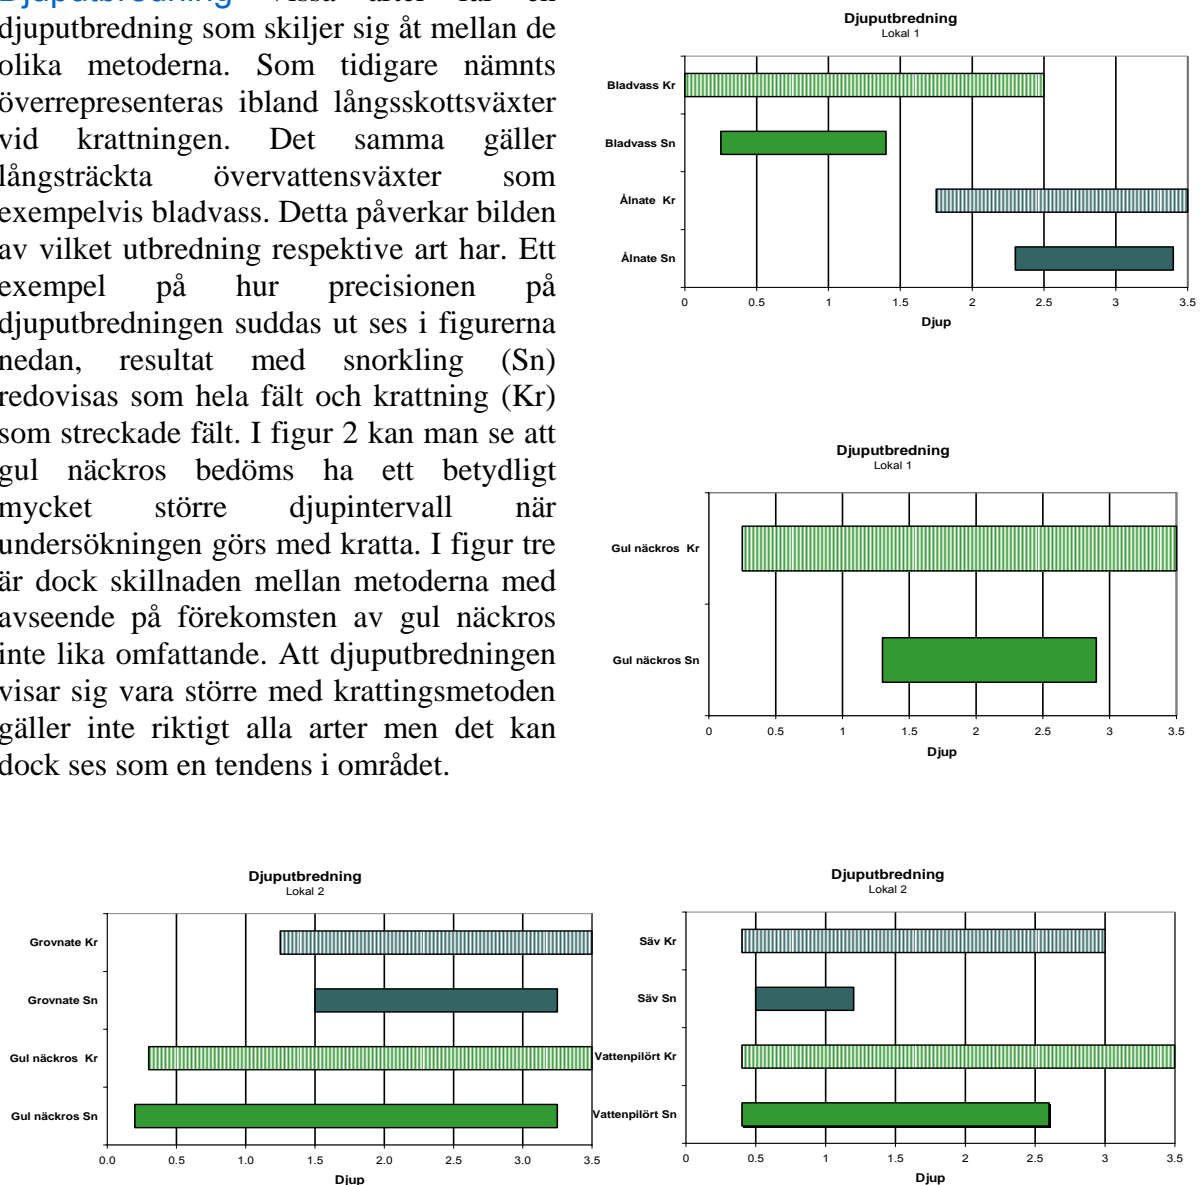 Djuputbredning vissa arter får en
djuputbredning som skiljer sig åt mellan de
olika metoderna. Som tidigare nämnts
överrepresenteras ibland långsskottsväxter
vid krattningen. Det samma gäller
långsträckta övervattensväxter som
exempelvis bladvass. Detta påverkar bilden
av vilket utbredning respektive art har. Ett
exempel på hur precisionen på
djuputbredningen suddas ut ses i figurerna
nedan, resultat med snorkling (Sn)
redovisas som hela fält och krattning (Kr)
som streckade fält. I figur 2 kan man se att
gul näckros bedöms ha ett betydligt
mycket större djupintervall när
undersökningen görs med kratta. I figur tre
är dock skillnaden mellan metoderna med
avseende på förekomsten av gul näckros
inte lika omfattande. Att djuputbredningen
visar sig vara större med krattingsmetoden
gäller inte riktigt alla arter men det kan
dock ses som en tendens i området.
Djuputbredning
Lokal 1
Bladvass Kr
Bladvass Sn
Ålnate Kr
Ålnate Sn
0 0.5 1 1.5 2 2.5 3 3.5
Djup
Djuputbredning
Lokal 1
Gul näckros Kr
Gul näckros Sn
0 0.5 1 1.5 2 2.5 3 3.5
Djup
Djuputbredning
Lokal 2
Grovnate Kr
Grovnate Sn
Gul näckros Kr
Gul näckros Sn
0.0 0.5 1.0 1.5 2.0 2.5 3.0 3.5
Djup
Djuputbredning
Lokal 2
Säv Kr
Säv Sn
Vattenpilört Kr
Vattenpilört Sn
0 0.5 1 1.5 2 2.5 3 3.5
Djup